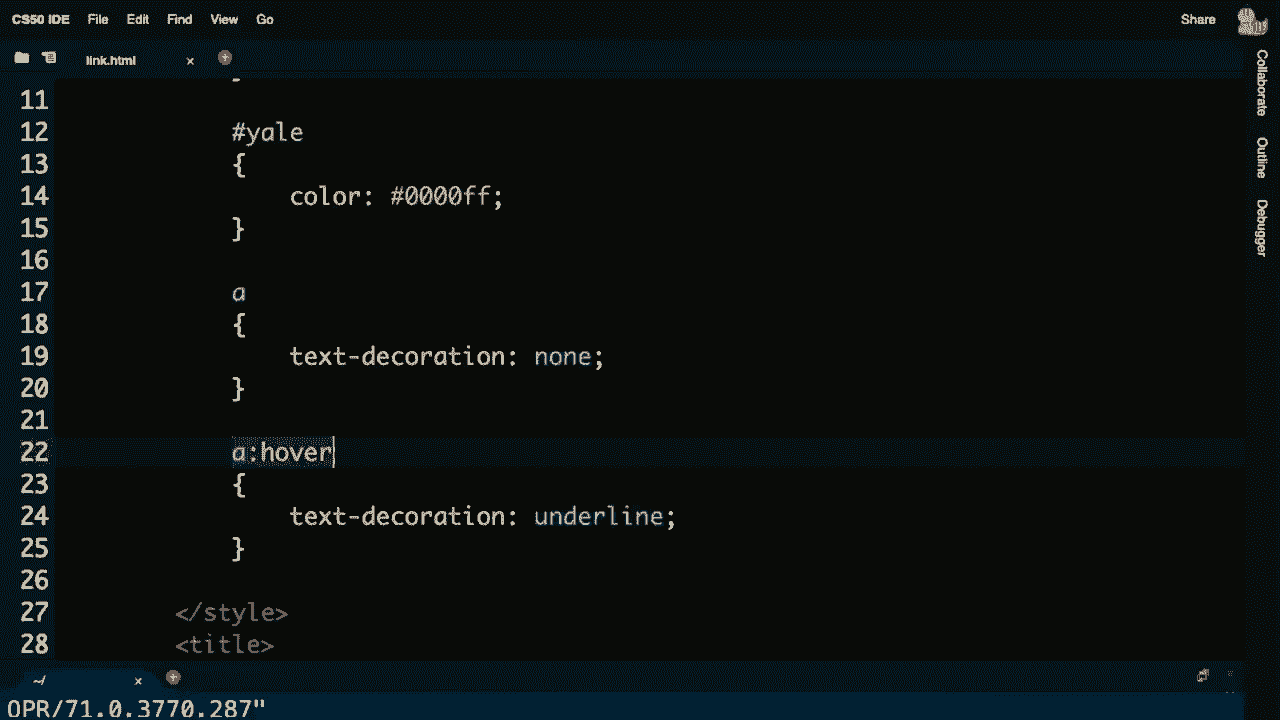 CS50 IDE File Edit Find View Go Share
link.html x +
Collaborate
Outline
Debugger
}
11
12 #yale
13 {
14 color: #0000ff;
15 }
16
17 a
18 {
19 text-decoration: none;
20 }
21
22 a:hover
23 {
24 text-decoration: underline;
25 }
26
27 </style>
28 <title>
~/ x +
OPR/71.0.3770.287"